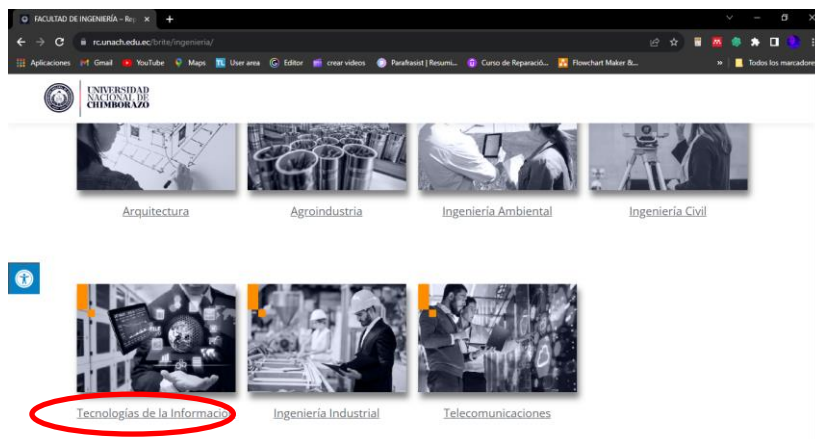 FACULTAD DE INGENIERÍA – Rep
rc.unach.edu.ec/brite/ingenieria/
Aplicaciones Gmail YouTube Maps User area Editor crear videos Parafrasist | Resumi... Curso de Reparació... Flowchart Maker &... » Todos los marcadores
UNIVERSIDAD
NACIONAL DE
CHIMBORAZO
Arquitectura Agroindustria Ingeniería Ambiental Ingeniería Civil
Tecnologías de la Informacio Ingeniería Industrial Telecomunicaciones